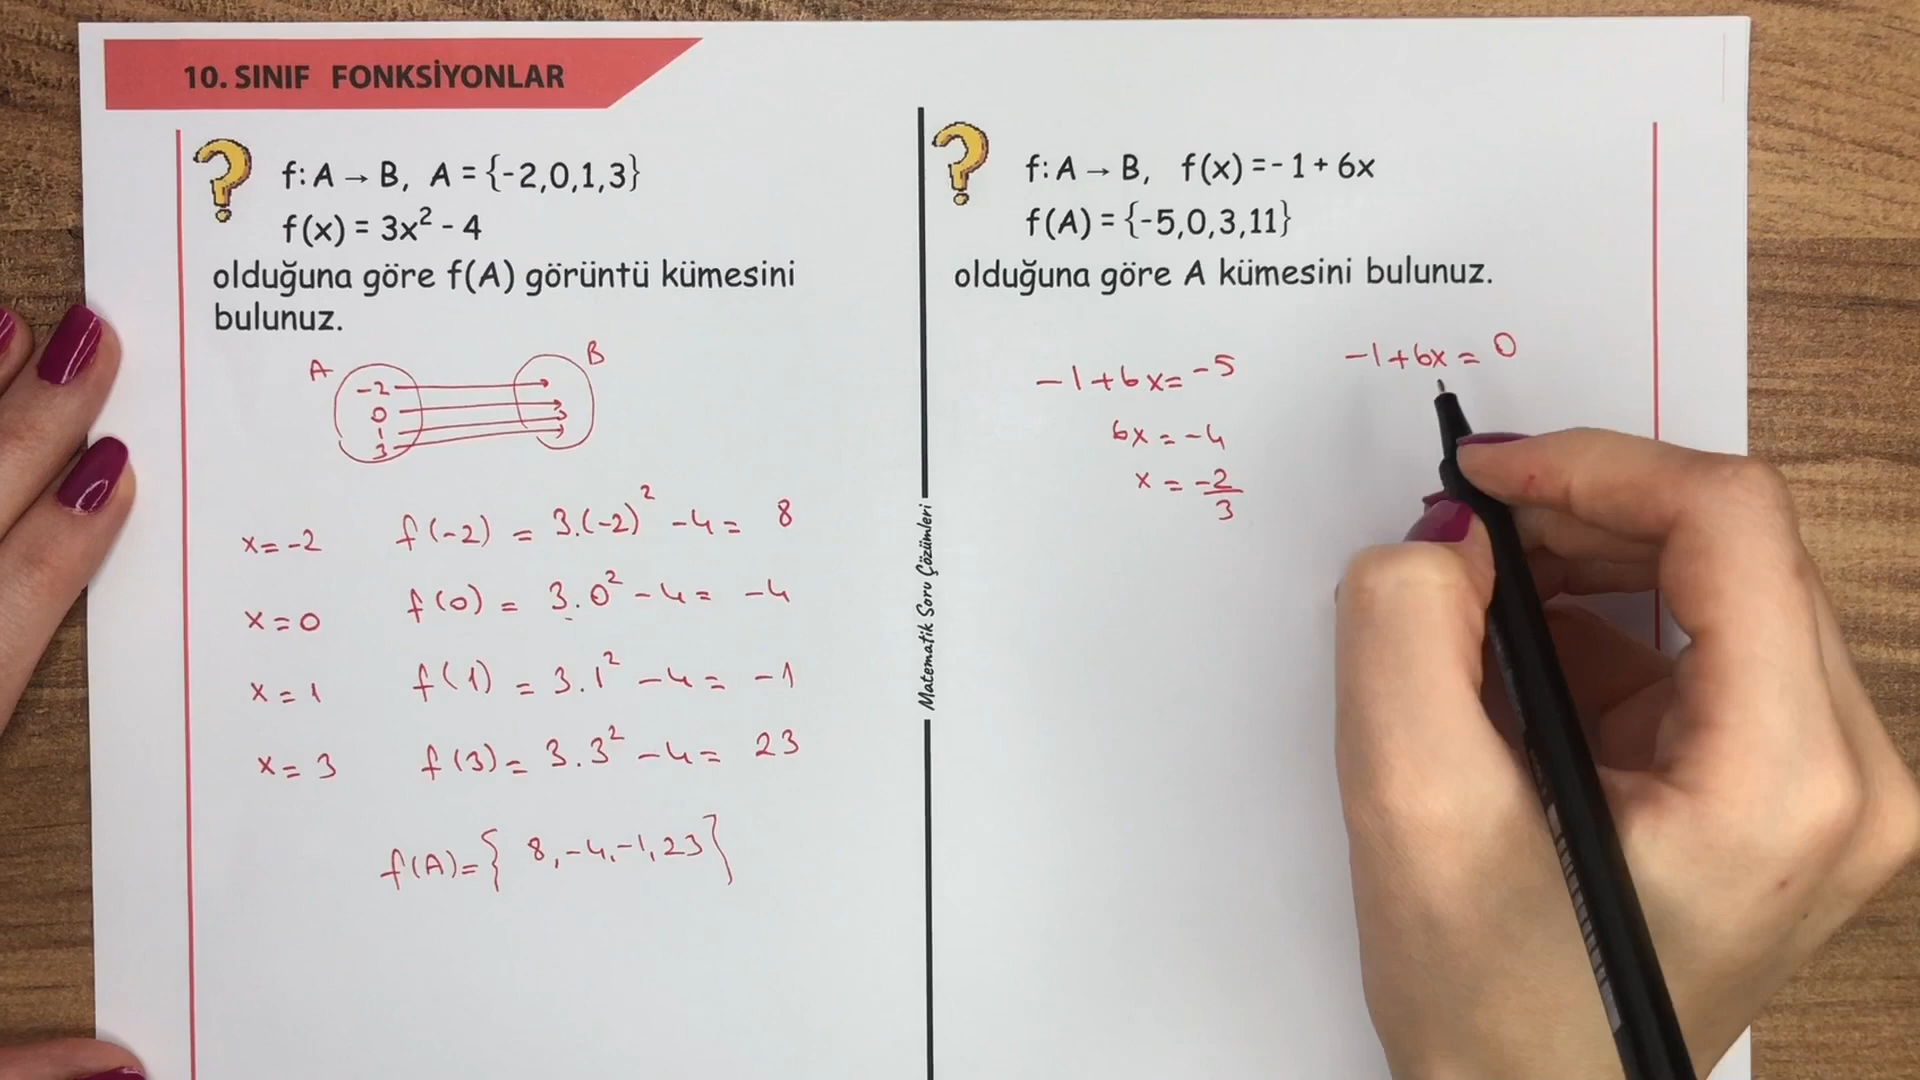 10. SINIF FONKSİYONLAR
f: A → B, A = {-2,0,1,3}
f(x) = 3x² - 4
olduğuna göre f(A) görüntü kümesini
bulunuz.
A B
-2
0
1
3
x = -2 f(-2) = 3.(-2)² - 4 = 8
x = 0 f(0) = 3.0² - 4 = -4
x = 1 f(1) = 3.1² - 4 = -1
x = 3 f(3) = 3.3² - 4 = 23
f(A) = { 8, -4, -1, 23 }
Matematik Soru Çözümleri
f: A → B, f(x) = - 1 + 6x
f(A) = {-5,0,3,11}
olduğuna göre A kümesini bulunuz.
-1 + 6x = -5
6x = -4
x = -2/3
-1 + 6x = 0